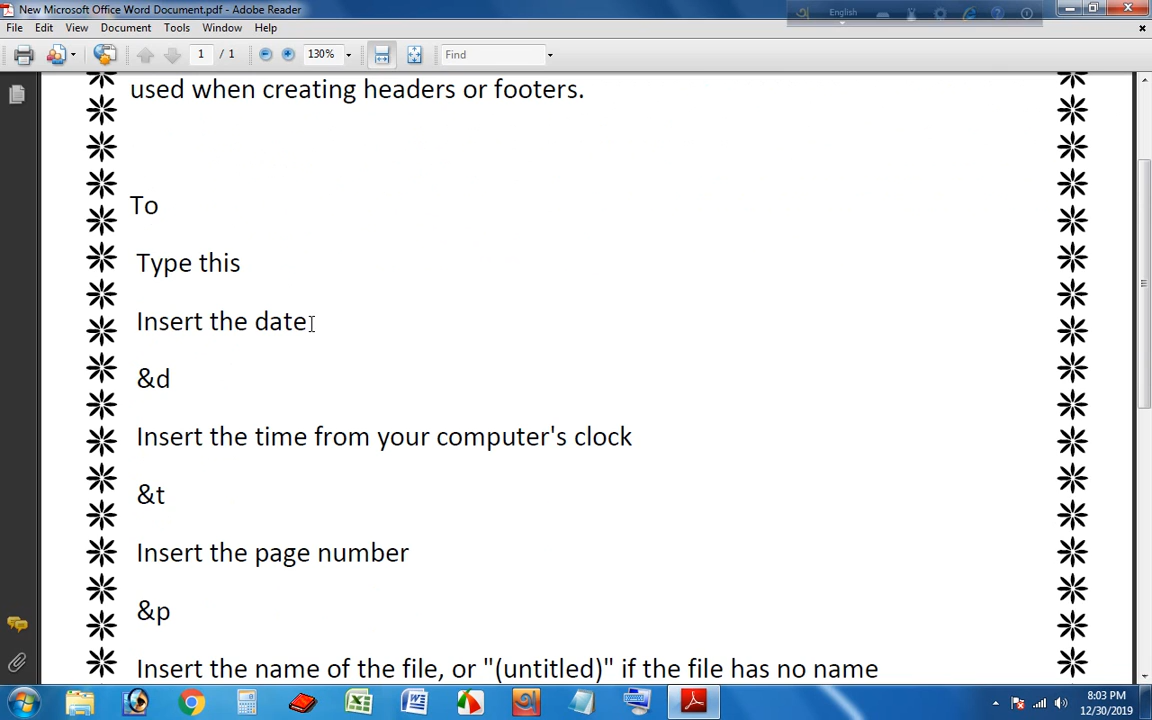 New Microsoft Office Word Document.pdf - Adobe Reader
English
File Edit View Document Tools Window Help
1 / 1 130% Find
used when creating headers or footers.
To
Type this
Insert the date
&d
Insert the time from your computer's clock
&t
Insert the page number
&p
Insert the name of the file, or "(untitled)" if the file has no name
8:03 PM
12/30/2019